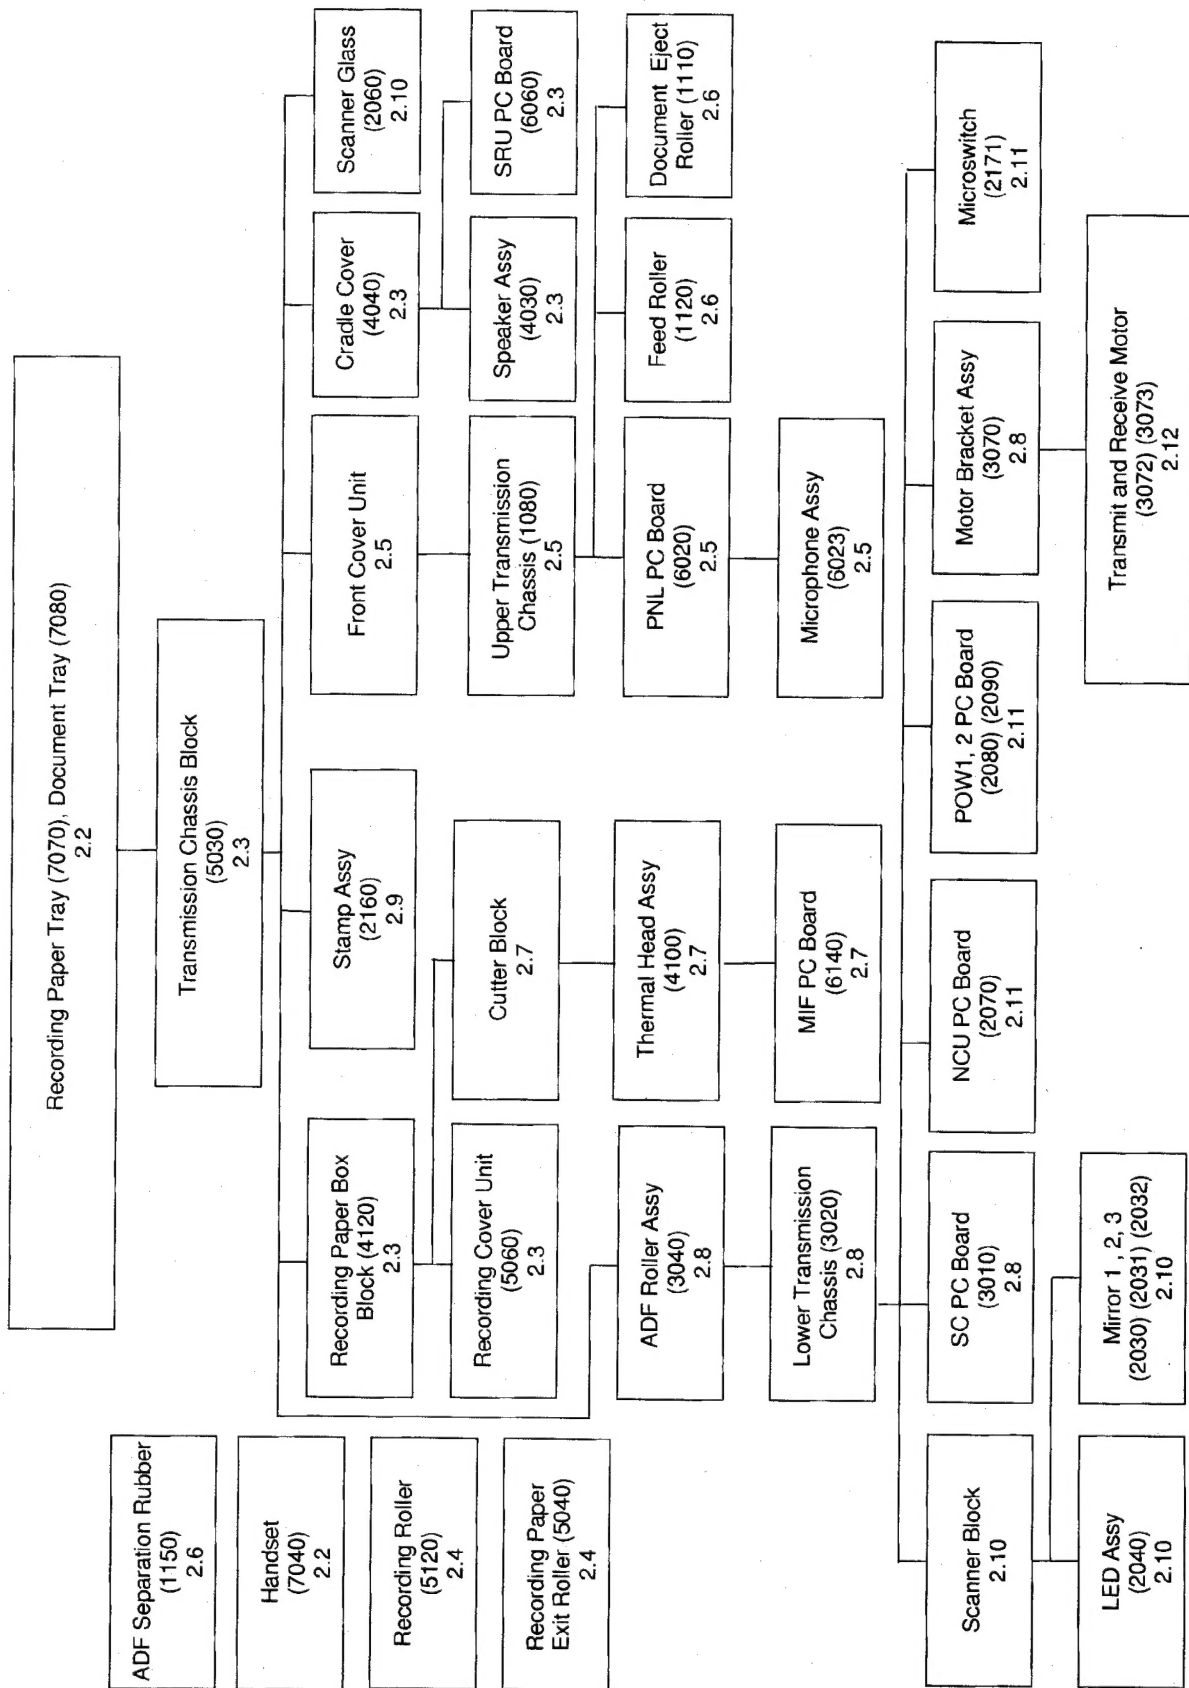 Recording Paper Tray (7070), Document Tray (7080)
2.2
ADF Separation Rubber
(1150)
2.6
Transmission Chassis Block
(5030)
2.3
Handset
(7040)
2.2
Recording Paper Box
Block (4120)
2.3
Stamp Assy
(2160)
2.9
Front Cover Unit
2.5
Cradle Cover
(4040)
2.3
Scanner Glass
(2060)
2.10
Recording Roller
(5120)
2.4
Recording Cover Unit
(5060)
2.3
Cutter Block
2.7
Upper Transmission
Chassis (1080)
2.5
Speaker Assy
(4030)
2.3
SRU PC Board
(6060)
2.3
Recording Paper
Exit Roller (5040)
2.4
ADF Roller Assy
(3040)
2.8
Thermal Head Assy
(4100)
2.7
PNL PC Board
(6020)
2.5
Feed Roller
(1120)
2.6
Document Eject
Roller (1110)
2.6
Lower Transmission
Chassis (3020)
2.8
MIF PC Board
(6140)
2.7
Microphone Assy
(6023)
2.5
Scanner Block
2.10
SC PC Board
(3010)
2.8
NCU PC Board
(2070)
2.11
POW1, 2 PC Board
(2080) (2090)
2.11
Motor Bracket Assy
(3070)
2.8
Microswitch
(2171)
2.11
LED Assy
(2040)
2.10
Mirror 1, 2, 3
(2030) (2031) (2032)
2.10
Transmit and Receive Motor
(3072) (3073)
2.12